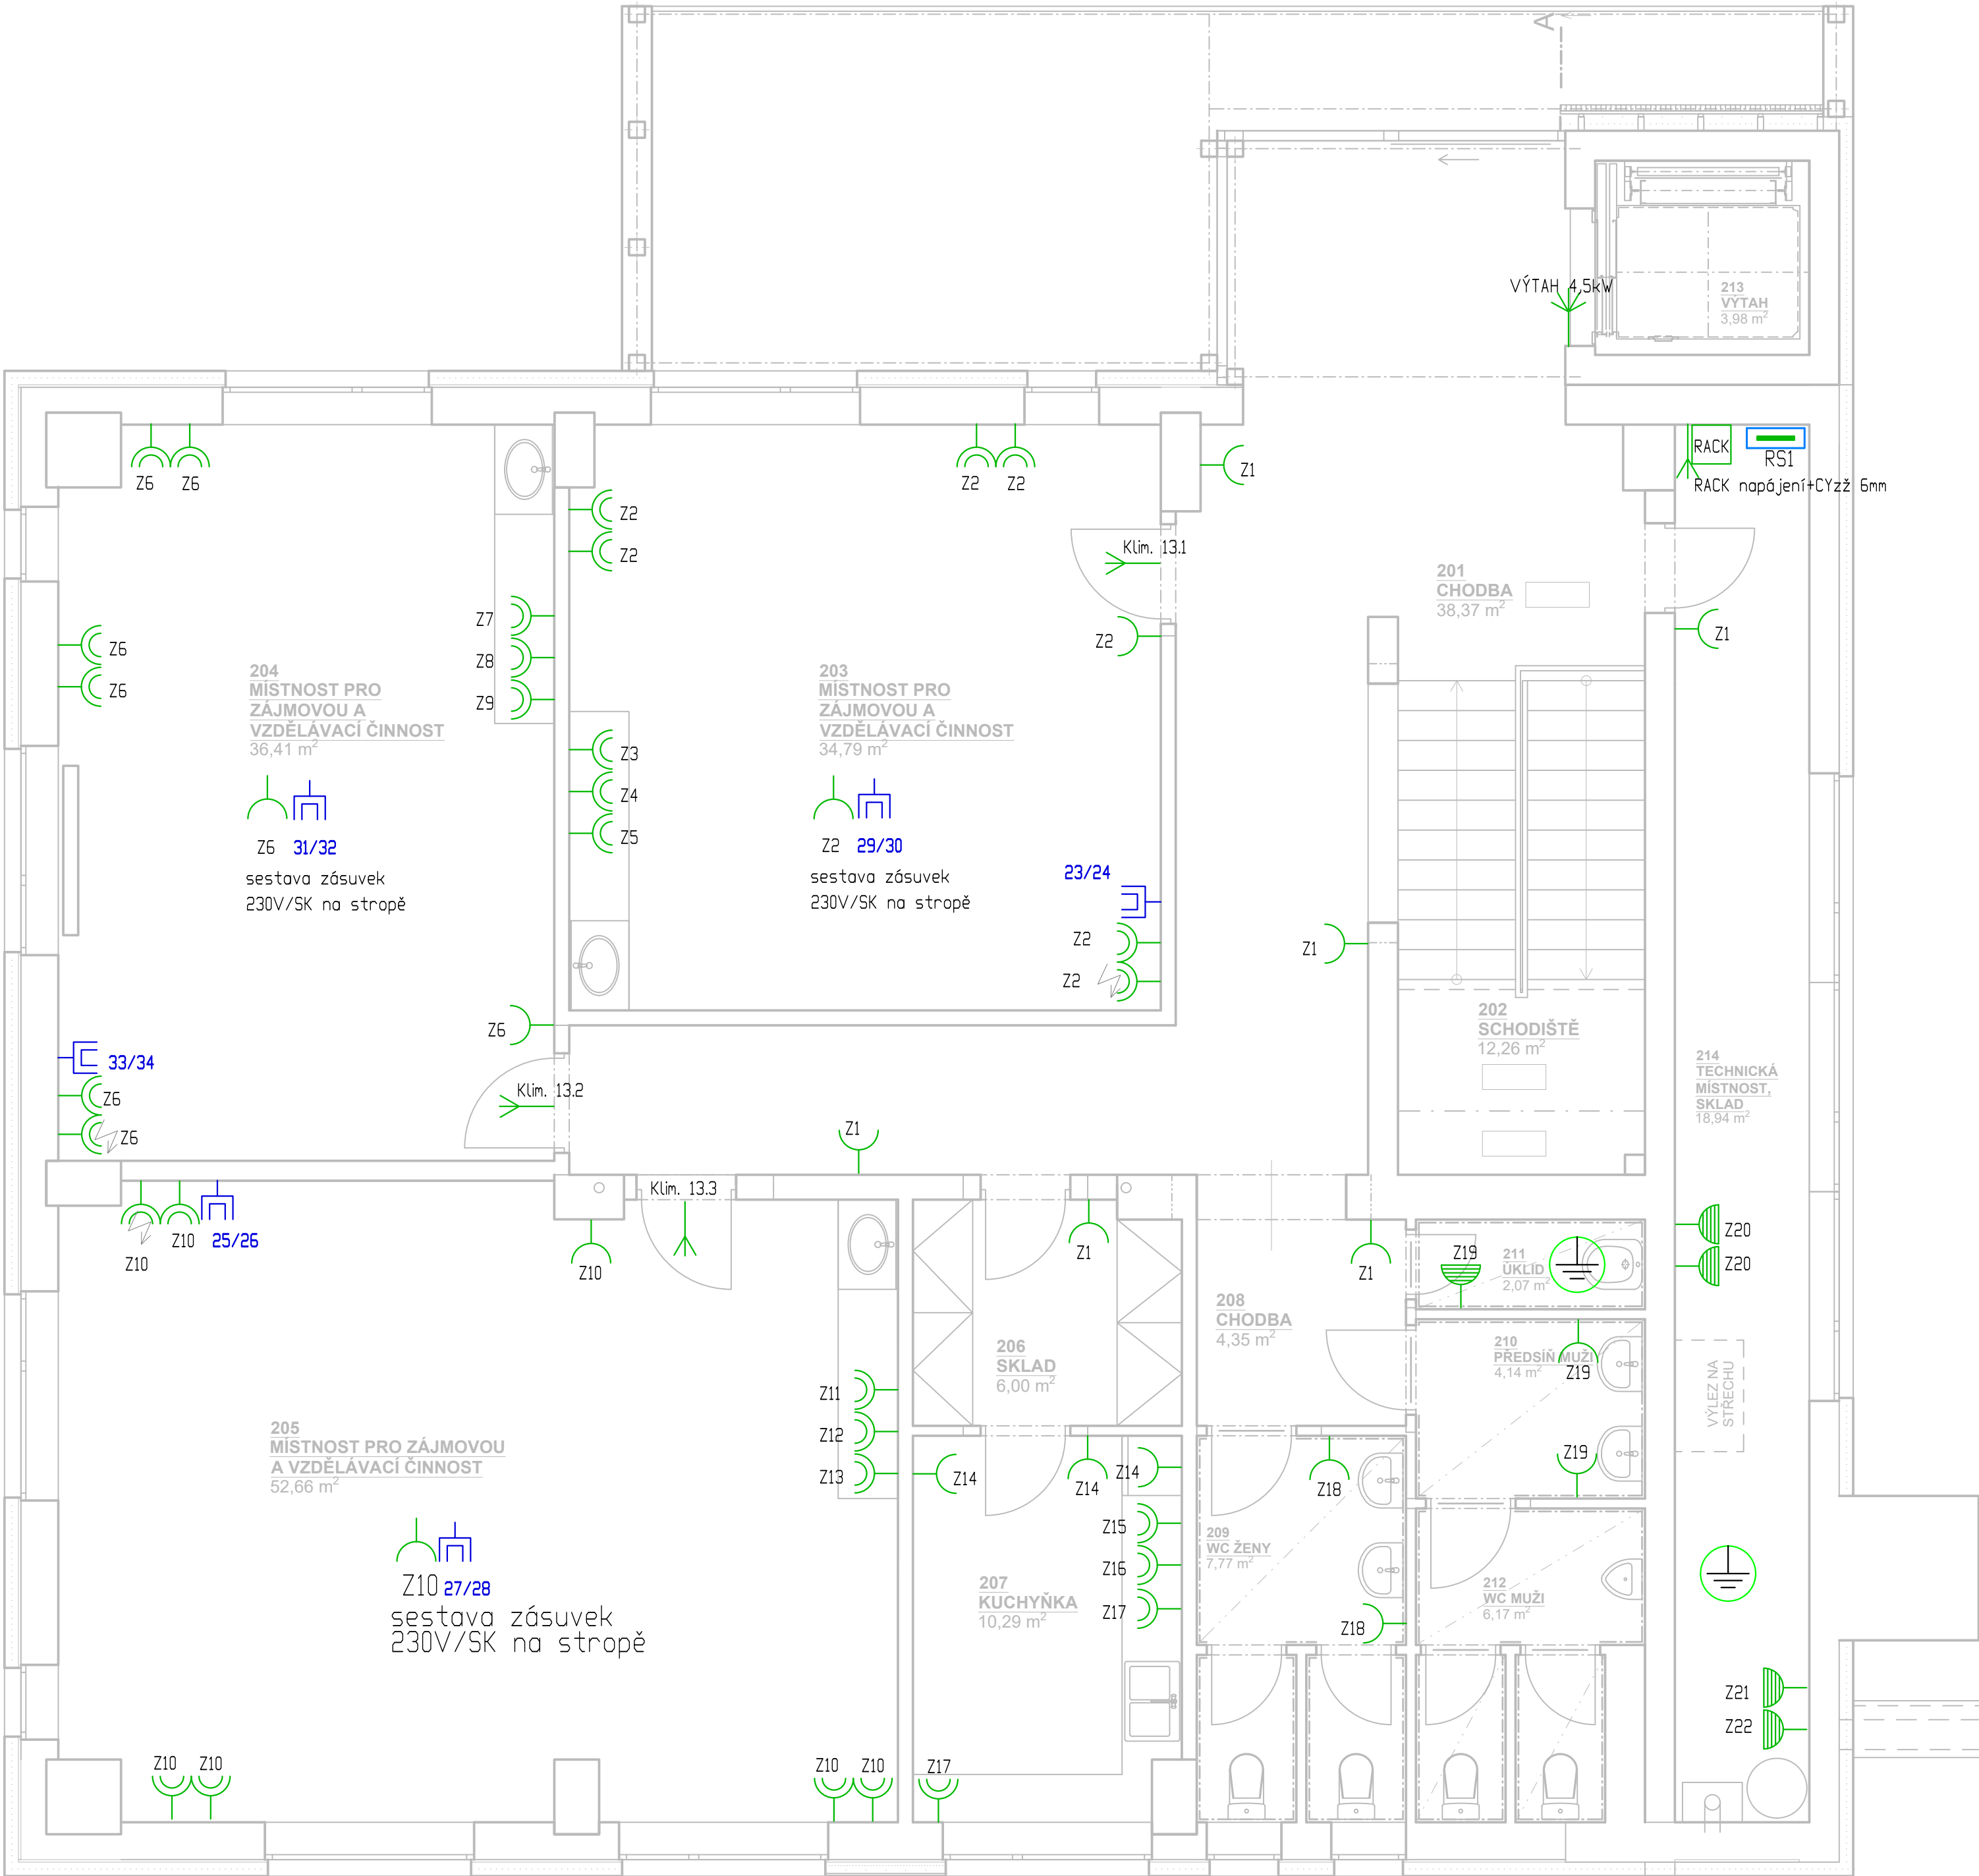 A
VÝTAH 4,5kW
213
VÝTAH
3,98 m²
Z6
Z6
Z2
Z2
Z1
RACK
RS1
RACK napájení+CYzž 6mm
Z2
Z2
Klim. 13.1
201
CHODBA
38,37 m²
Z7
Z8
Z9
Z6
Z6
Z2
Z1
204
MÍSTNOST PRO
ZÁJMOVOU A
VZDĚLÁVACÍ ČINNOST
36,41 m²
203
MÍSTNOST PRO
ZÁJMOVOU A
VZDĚLÁVACÍ ČINNOST
34,79 m²
Z3
Z4
Z5
Z6 31/32
sestava zásuvek
230V/SK na stropě
Z2 29/30
sestava zásuvek
230V/SK na stropě
23/24
Z2
Z2
Z1
Z6
202
SCHODIŠTĚ
12,26 m²
33/34
Z6
Z6
Klim. 13.2
214
TECHNICKÁ
MÍSTNOST,
SKLAD
18,94 m²
Z1
Klim. 13.3
Z10
Z10
25/26
Z10
Z1
Z1
Z19
211
ÚKLID
2,07 m²
Z20
Z20
208
CHODBA
4,35 m²
206
SKLAD
6,00 m²
210
PŘEDSÍŇ MUŽI
4,14 m²
Z19
VÝLEZ NA
STŘECHU
Z11
Z12
Z13
205
MÍSTNOST PRO ZÁJMOVOU
A VZDĚLÁVACÍ ČINNOST
52,66 m²
Z14
Z14
Z14
Z18
Z19
Z15
Z16
Z17
209
WC ŽENY
7,77 m²
Z10 27/28
sestava zásuvek
230V/SK na stropě
207
KUCHYŇKA
10,29 m²
212
WC MUŽI
6,17 m²
Z18
Z21
Z22
Z10
Z10
Z10
Z10
Z17